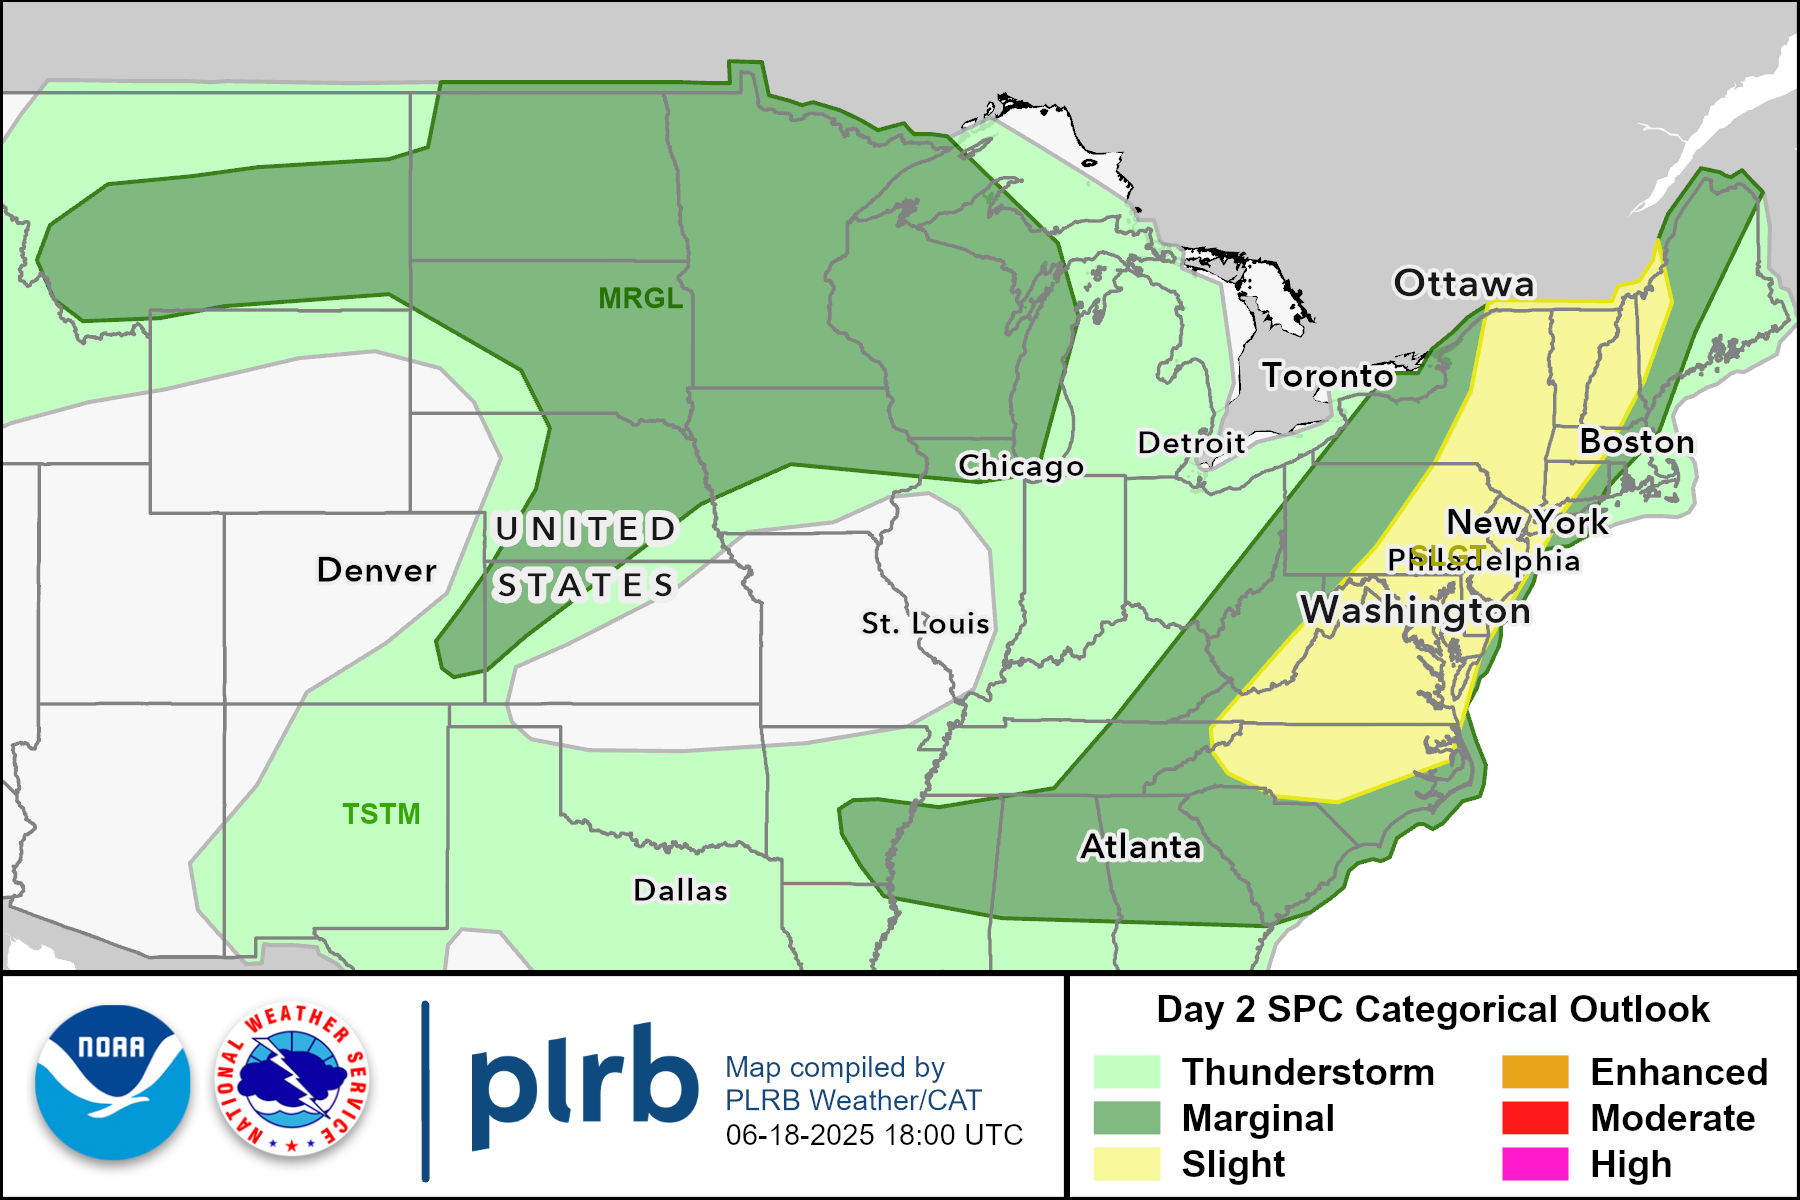 Ottawa
MRGL
Toronto
Detroit
Boston
Chicago
New York
UNITED
SLGT
Philadelphia
Denver
STATES
Washington
St. Louis
TSTM
Atlanta
Dallas
NOAA
NATIONAL WEATHER SERVICE
plrb
Map compiled by
PLRB Weather/CAT
06-18-2025 18:00 UTC
Day 2 SPC Categorical Outlook
Thunderstorm
Enhanced
Marginal
Moderate
Slight
High